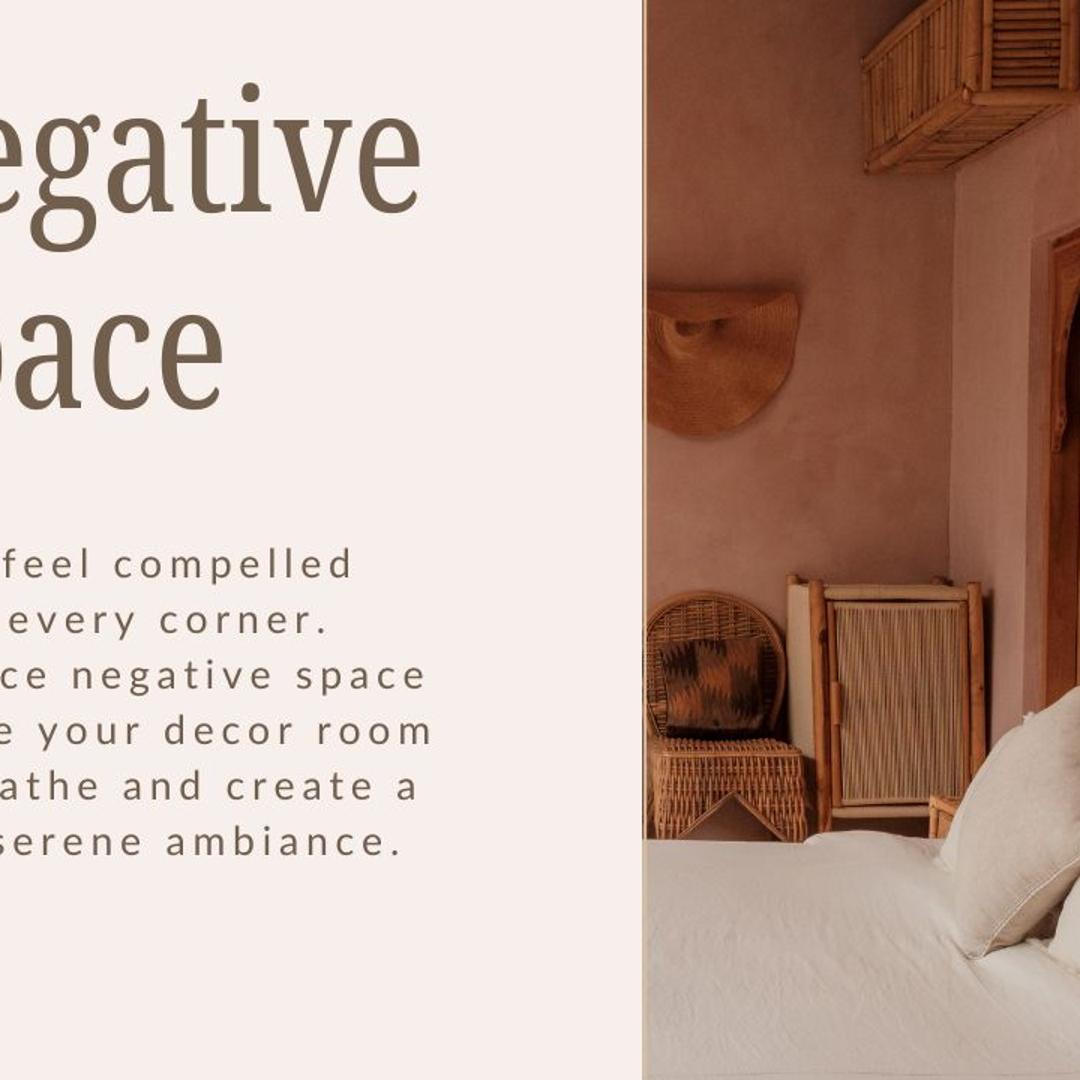 egative
pace
feel compelled
every corner.
ce negative space
e your decor room
athe and create a
serene ambiance.